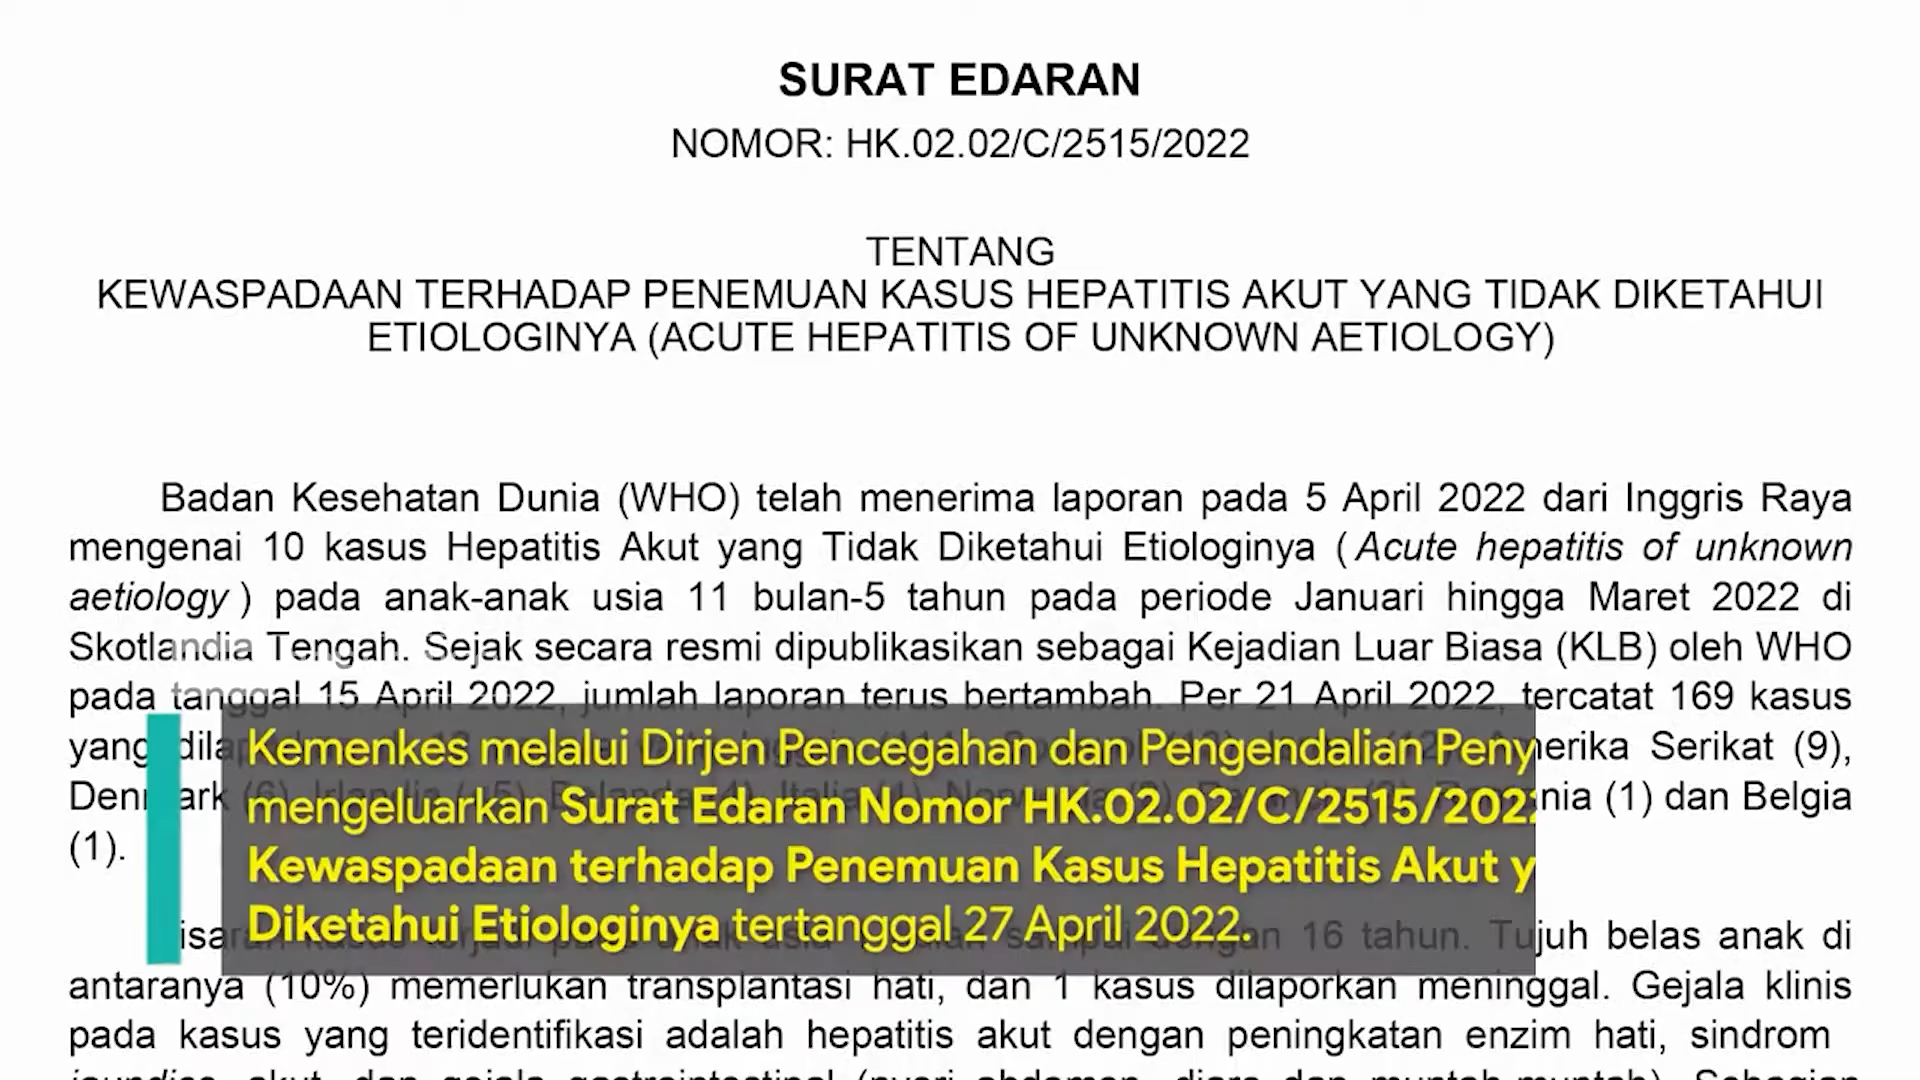 SURAT EDARAN
NOMOR: HK.02.02/C/2515/2022
TENTANG
KEWASPADAAN TERHADAP PENEMUAN KASUS HEPATITIS AKUT YANG TIDAK DIKETAHUI
ETIOLOGINYA (ACUTE HEPATITIS OF UNKNOWN AETIOLOGY)
Badan Kesehatan Dunia (WHO) telah menerima laporan pada 5 April 2022 dari Inggris Raya
mengenai 10 kasus Hepatitis Akut yang Tidak Diketahui Etiologinya (Acute hepatitis of unknown
aetiology) pada anak-anak usia 11 bulan-5 tahun pada periode Januari hingga Maret 2022 di
Skotlandia Tengah. Sejak secara resmi dipublikasikan sebagai Kejadian Luar Biasa (KLB) oleh WHO
pada tanggal 15 April 2022, jumlah laporan terus bertambah. Per 21 April 2022, tercatat 169 kasus
yang Amerika Serikat (9),
dan Belgia
(1).
Kemenkes melalui Dirjen Pencegahan dan Pengendalian Peny
mengeluarkan Surat Edaran Nomor HK.02.02/C/2515/2022
Kewaspadaan terhadap Penemuan Kasus Hepatitis Akut y
Diketahui Etiologinya tertanggal 27 April 2022.
16 tahun. Tujuh belas anak di
antaranya (10%) memerlukan transplantasi hati, dan 1 kasus dilaporkan meninggal. Gejala klinis
pada kasus yang teridentifikasi adalah hepatitis akut dengan peningkatan enzim hati, sindrom